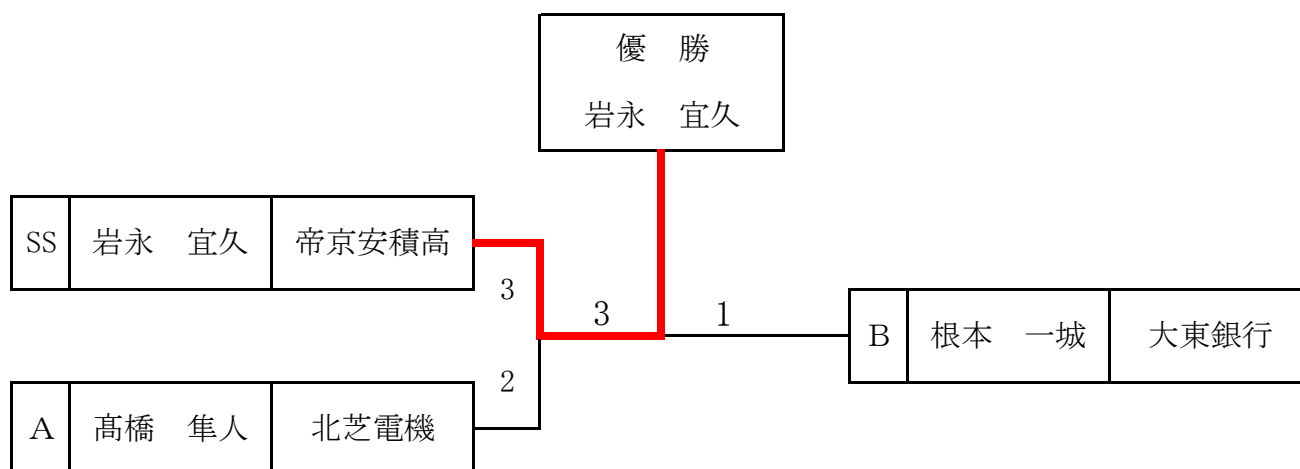 優　勝
岩永　宜久
SS 岩永　宜久 帝京安積高
3
3 1
B 根本　一城 大東銀行
2
A 髙橋　隼人 北芝電機